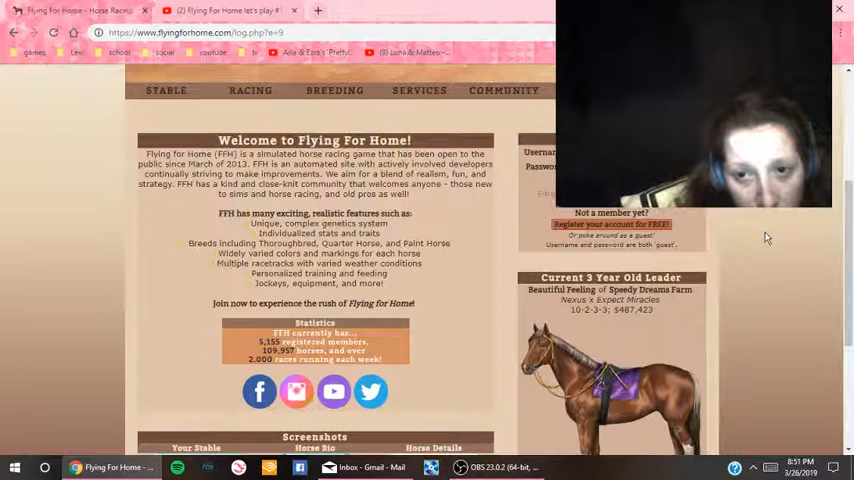 Flying For Home - Horse Racing
(2) Flying For Home let's play #
https://www.flyingforhome.com/log.php?e=9
games
Levi
school
social
youtube
tv
(8) Luna & Matteo -
STABLE RACING BREEDING SERVICES COMMUNITY
Welcome to Flying For Home!
Flying for Home (FFH) is a simulated horse racing game that has been open to the
public since March of 2013. FFH is an automated site with actively involved developers
continually striving to make improvements. We aim for a blend of realism, fun, and
strategy. FFH has a kind and close-knit community that welcomes anyone - those new
to sims and horse racing, and old pros as well!
FFH has many exciting, realistic features such as:
Unique, complex genetics system
Individualized stats and traits
Breeds including Thoroughbred, Quarter Horse, and Paint Horse
Widely varied colors and markings for each horse
Multiple racetracks with varied weather conditions
Personalized training and feeding
Jockeys, equipment, and more!
Join now to experience the rush of Flying for Home!
Statistics
FFH currently has...
5,155 registered members,
109,957 horses, and over
2,000 races running each week!
Screenshots
Your Stable Horse Bio Horse Details
Not a member yet?
Register your account for FREE!
Or poke around as a guest!
Username and password are both 'guest'.
Current 3 Year Old Leader
Beautiful Feeling of Speedy Dreams Farm
Nexus x Expect Miracles
10-2-3-3; $487,423
Flying For Home - ...
Inbox - Gmail - Mail
OBS 23.0.2 (64-bit, ...
8:51 PM
3/26/2019